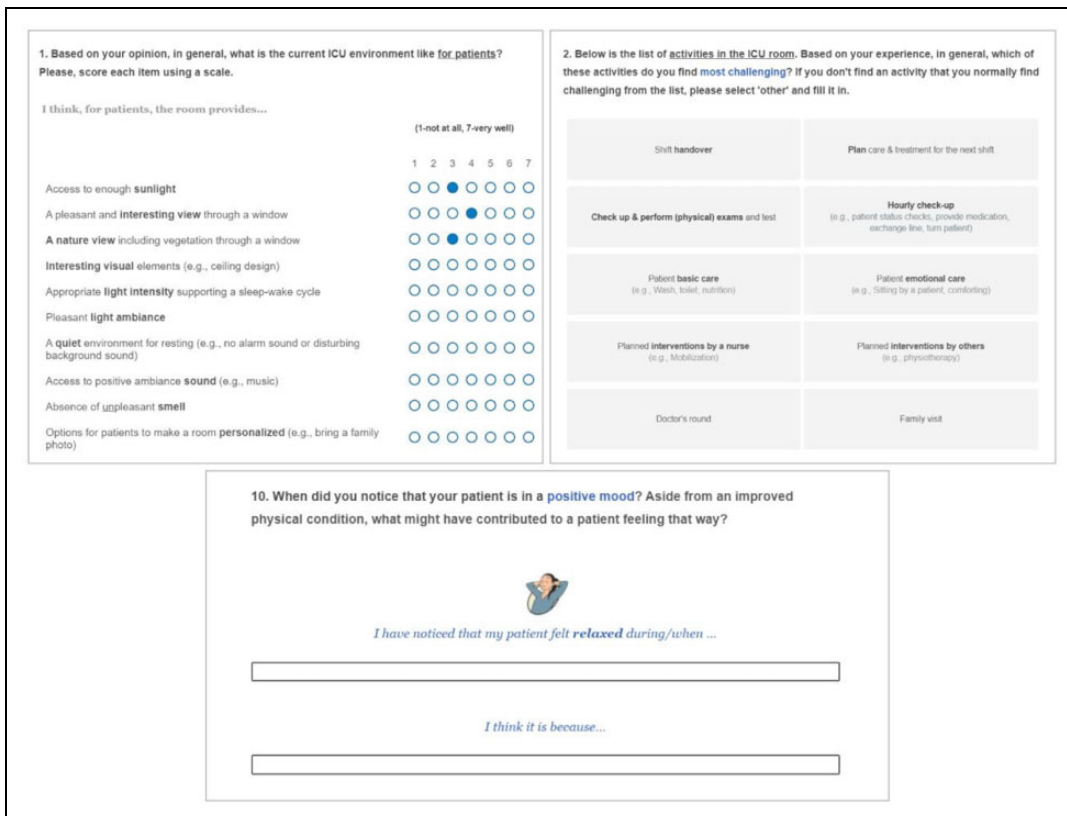 1. Based on your opinion, in general, what is the current ICU environment like for patients?
Please, score each item using a scale.
I think, for patients, the room provides...
(1-not at all, 7-very well)
1 2 3 4 5 6 7
Access to enough sunlight
A pleasant and interesting view through a window
A nature view including vegetation through a window
Interesting visual elements (e.g., ceiling design)
Appropriate light intensity supporting a sleep-wake cycle
Pleasant light ambiance
A quiet environment for resting (e.g., no alarm sound or disturbing
background sound)
Access to positive ambiance sound (e.g., music)
Absence of unpleasant smell
Options for patients to make a room personalized (e.g., bring a family
photo)
2. Below is the list of activities in the ICU room. Based on your experience, in general, which of
these activities do you find most challenging? If you don't find an activity that you normally find
challenging from the list, please select 'other' and fill it in.
Shift handover
Plan care & treatment for the next shift
Check up & perform (physical) exams and test
Hourly check-up
(e.g., patient status checks, provide medication,
exchange line, turn patient)
Patient basic care
(e.g., Wash, toilet, nutrition)
Patient emotional care
(e.g., Sitting by a patient, comforting)
Planned interventions by a nurse
(e.g., Mobilization)
Planned interventions by others
(e.g., physiotherapy)
Doctor's round
Family visit
10. When did you notice that your patient is in a positive mood? Aside from an improved
physical condition, what might have contributed to a patient feeling that way?
I have noticed that my patient felt relaxed during/when ...
I think it is because...